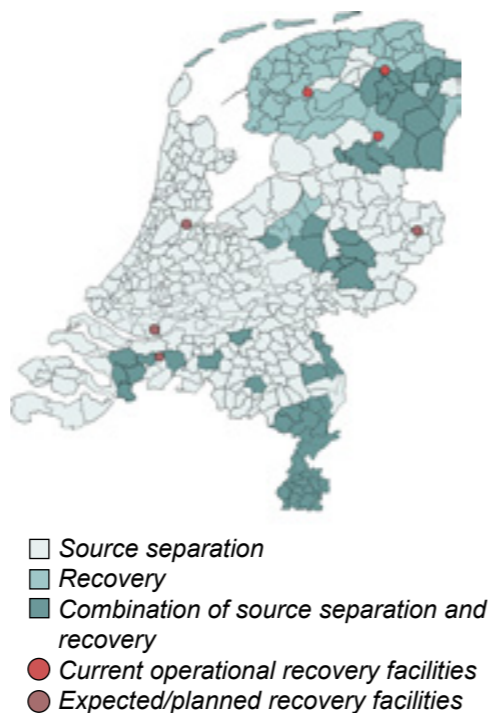 Source separation
Recovery
Combination of source separation and
recovery
Current operational recovery facilities
Expected/planned recovery facilities